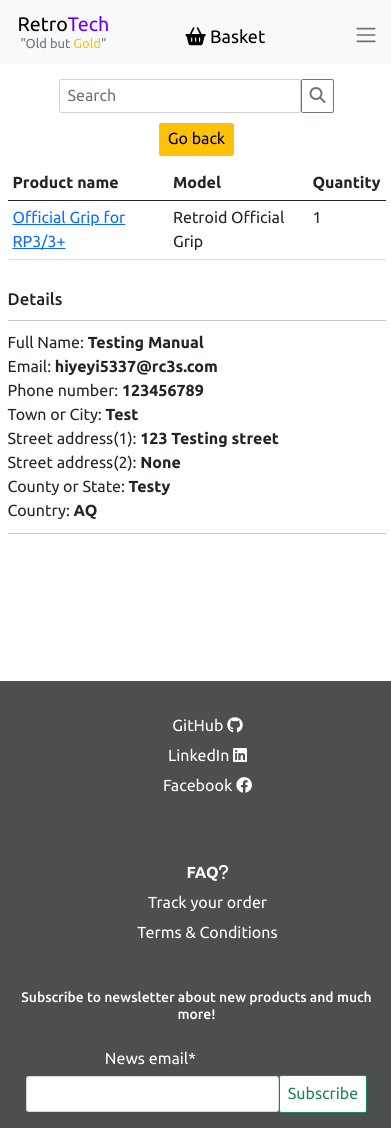 RetroTech
"Old but Gold"
Basket
Search
Go back
Product name Model Quantity
Official Grip for Retroid Official 1
RP3/3+ Grip
Details
Full Name: Testing Manual
Email: hiyeyi5337@rc3s.com
Phone number: 123456789
Town or City: Test
Street address(1): 123 Testing street
Street address(2): None
County or State: Testy
Country: AQ
GitHub
LinkedIn
Facebook
FAQ?
Track your order
Terms & Conditions
Subscribe to newsletter about new products and much
more!
News email*
Subscribe